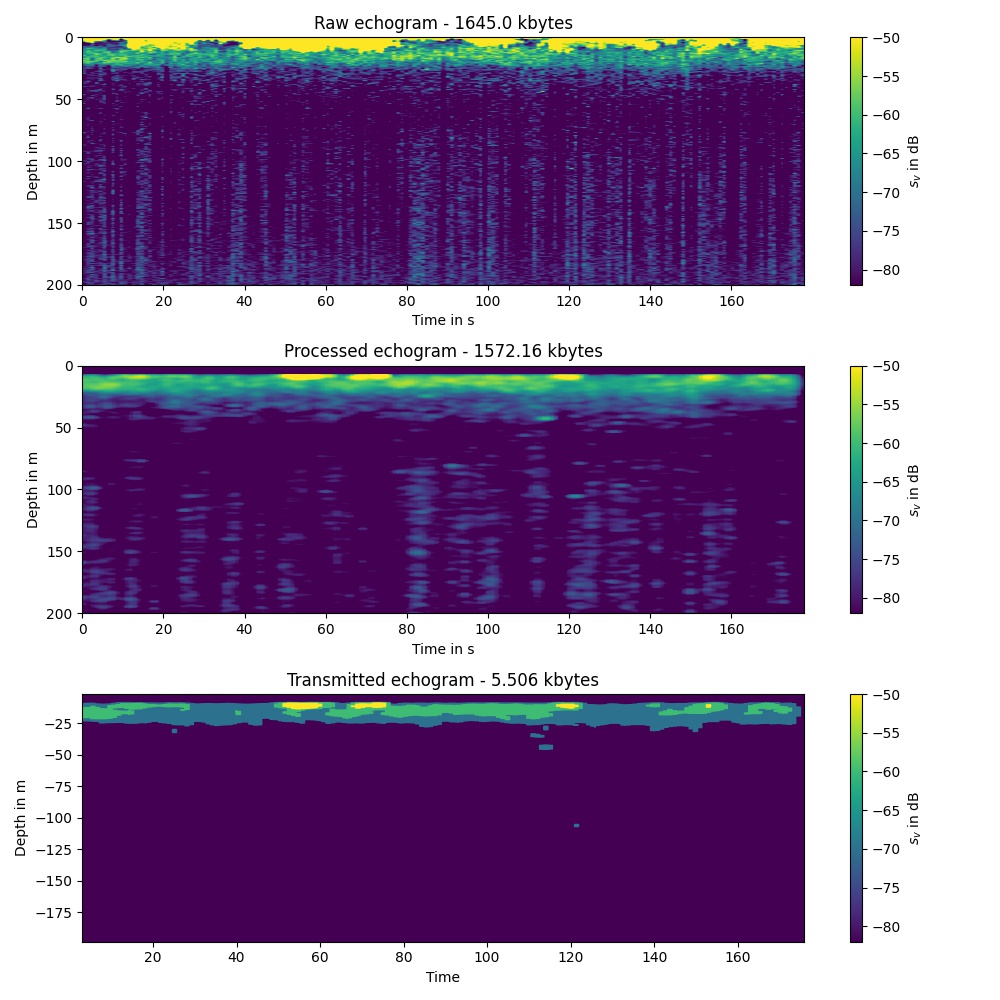 Raw echogram - 1645.0 kbytes
0
50
100
150
200
Depth in m
0 20 40 60 80 100 120 140 160
Time in s
−50
−55
−60
−65
−70
−75
−80
sv in dB
Processed echogram - 1572.16 kbytes
0
50
100
150
200
Depth in m
0 20 40 60 80 100 120 140 160
Time in s
−50
−55
−60
−65
−70
−75
−80
sv in dB
Transmitted echogram - 5.506 kbytes
−25
−50
−75
−100
−125
−150
−175
Depth in m
20 40 60 80 100 120 140 160
Time
−50
−55
−60
−65
−70
−75
−80
sv in dB